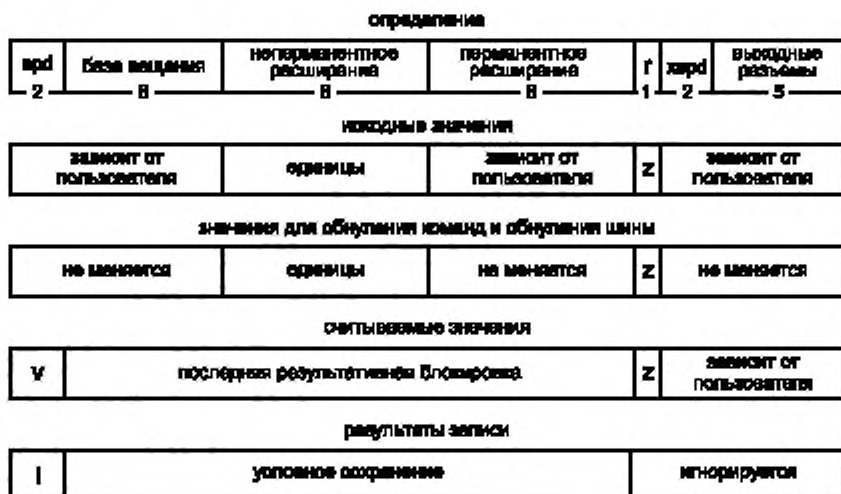 определение
spd
база вещания
неперманентное
расширение
перманентное
расширение
r
xspd
выходные
разъемы
2
8
8
8
1
2
5
исходные значения
зависит от
пользователя
единицы
зависит от
пользователя
z
зависит от
пользователя
значения для обнуления команд и обнуления шины
не меняется
единицы
не меняется
z
не меняется
считываемые значения
v
последняя результативная блокировка
z
зависит от
пользователя
результаты записи
i
условное сохранение
игнорируется